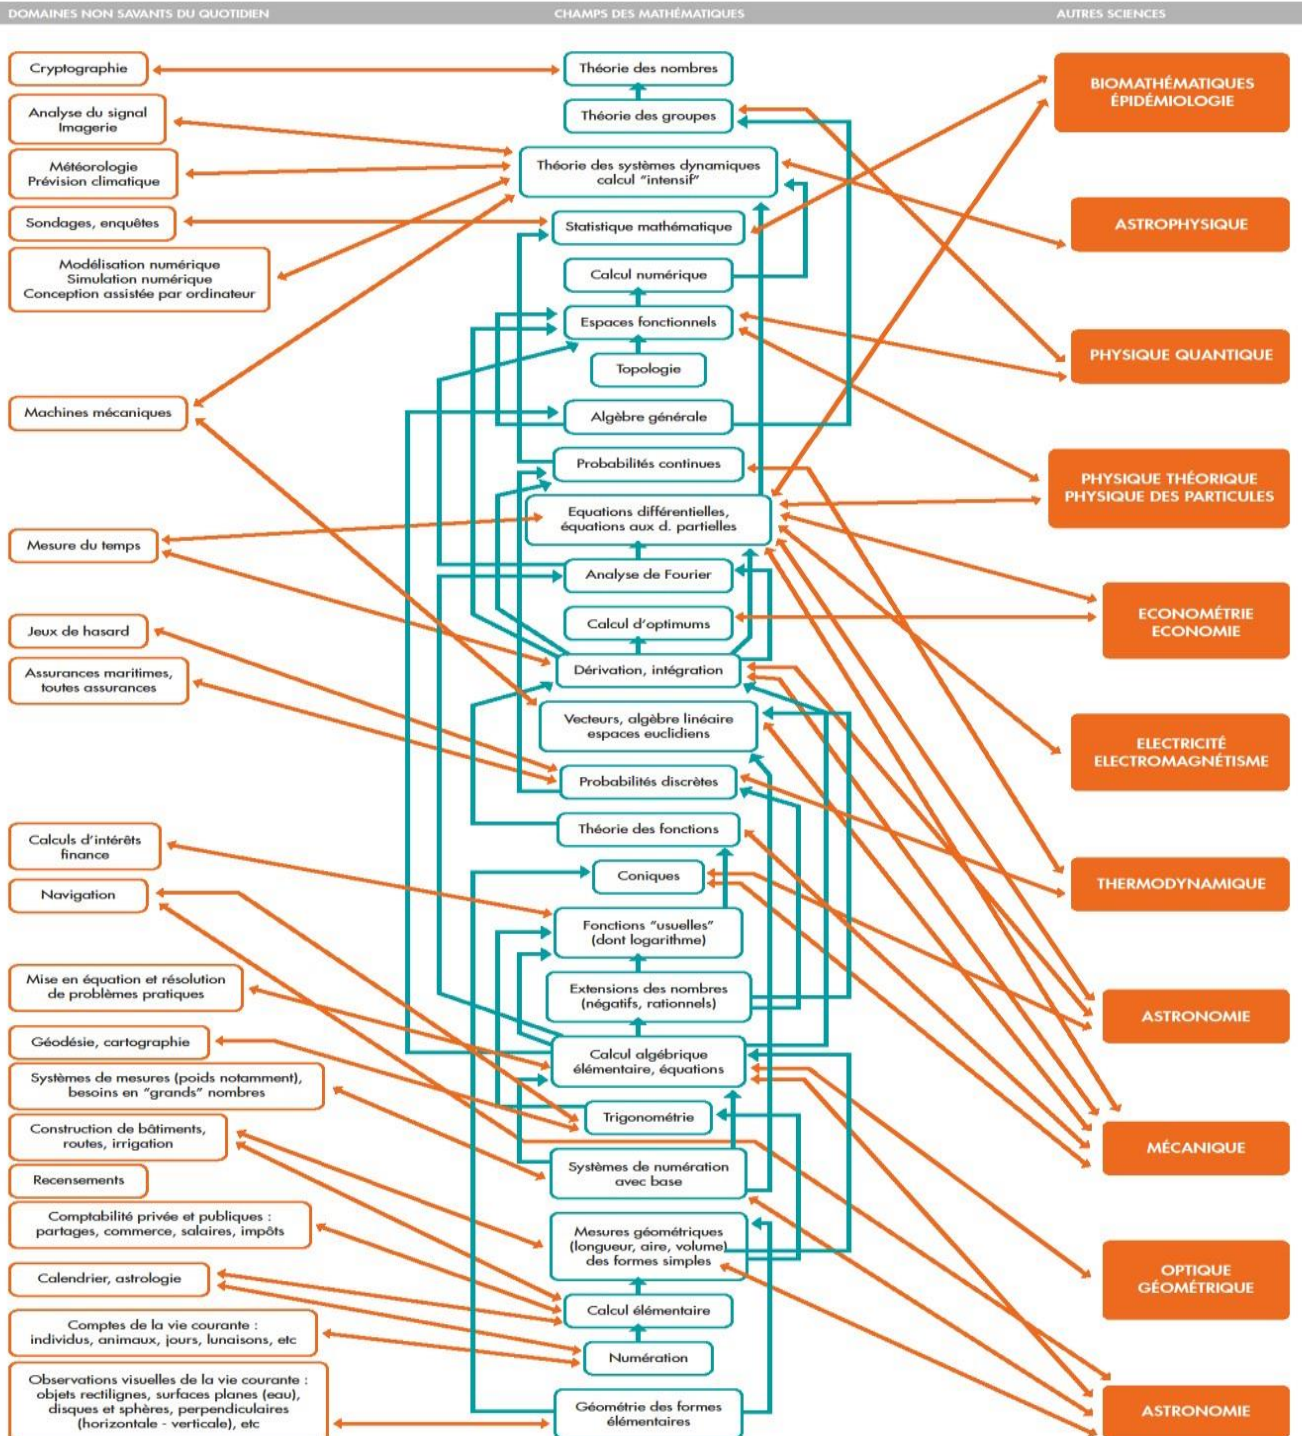 DOMAINES NON SAVANTS DU QUOTIDIEN
Cryptographie
Analyse du signal
Imagerie
Météorologie
Prévision climatique
Sondages, enquêtes
Modélisation numérique
Simulation numérique
Conception assistée par ordinateur
Machines mécaniques
Mesure du temps
Jeux de hasard
Assurances maritimes,
toutes assurances
Calculs d'intérêts
finance
Navigation
Mise en équation et résolution
de problèmes pratiques
Géodésie, cartographie
Systèmes de mesures (poids notamment),
besoins en "grands" nombres
Construction de bâtiments,
routes, irrigation
Recensements
Comptabilité privée et publiques :
partages, commerce, salaires, impôts
Calendrier, astrologie
Comptes de la vie courante :
individus, animaux, jours, lunaisons, etc
Observations visuelles de la vie courante :
objets rectilignes, surfaces planes (eau),
disques et sphères, perpendiculaires
(horizontale - verticale), etc
CHAMPS DES MATHÉMATIQUES
Théorie des nombres
Théorie des groupes
Théorie des systèmes dynamiques
calcul "intensif"
Statistique mathématique
Calcul numérique
Espaces fonctionnels
Topologie
Algèbre générale
Probabilités continues
Equations différentielles,
équations aux d. partielles
Analyse de Fourier
Calcul d'optimums
Dérivation, intégration
Vecteurs, algèbre linéaire
espaces euclidiens
Probabilités discrètes
Théorie des fonctions
Coniques
Fonctions "usuelles"
(dont logarithme)
Extensions des nombres
(négatifs, rationnels)
Calcul algébrique
élémentaire, équations
Trigonométrie
Systèmes de numération
avec base
Mesures géométriques
(longueur, aire, volume)
des formes simples
Calcul élémentaire
Numération
Géométrie des formes
élémentaires
AUTRES SCIENCES
BIOMATHÉMATIQUES
ÉPIDÉMIOLOGIE
ASTROPHYSIQUE
PHYSIQUE QUANTIQUE
PHYSIQUE THÉORIQUE
PHYSIQUE DES PARTICULES
ECONOMÉTRIE
ECONOMIE
ELECTRICITÉ
ELECTROMAGNÉTISME
THERMODYNAMIQUE
ASTRONOMIE
MÉCANIQUE
OPTIQUE
GÉOMÉTRIQUE
ASTRONOMIE